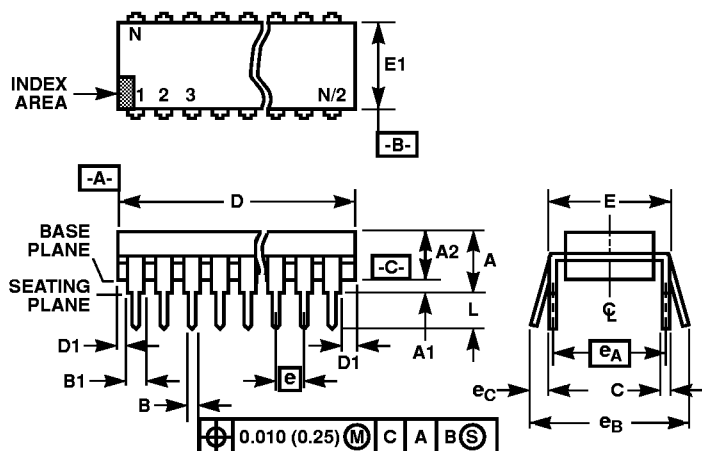 N
E1
INDEX
AREA
1 2 3 N/2
-B-
-A-
D
E
BASE
PLANE
A2
A
-C-
SEATING
PLANE
L
D1
A1
D1
B1
e
B
eC
eA
C
eB
CL
0.010 (0.25) M C A B S